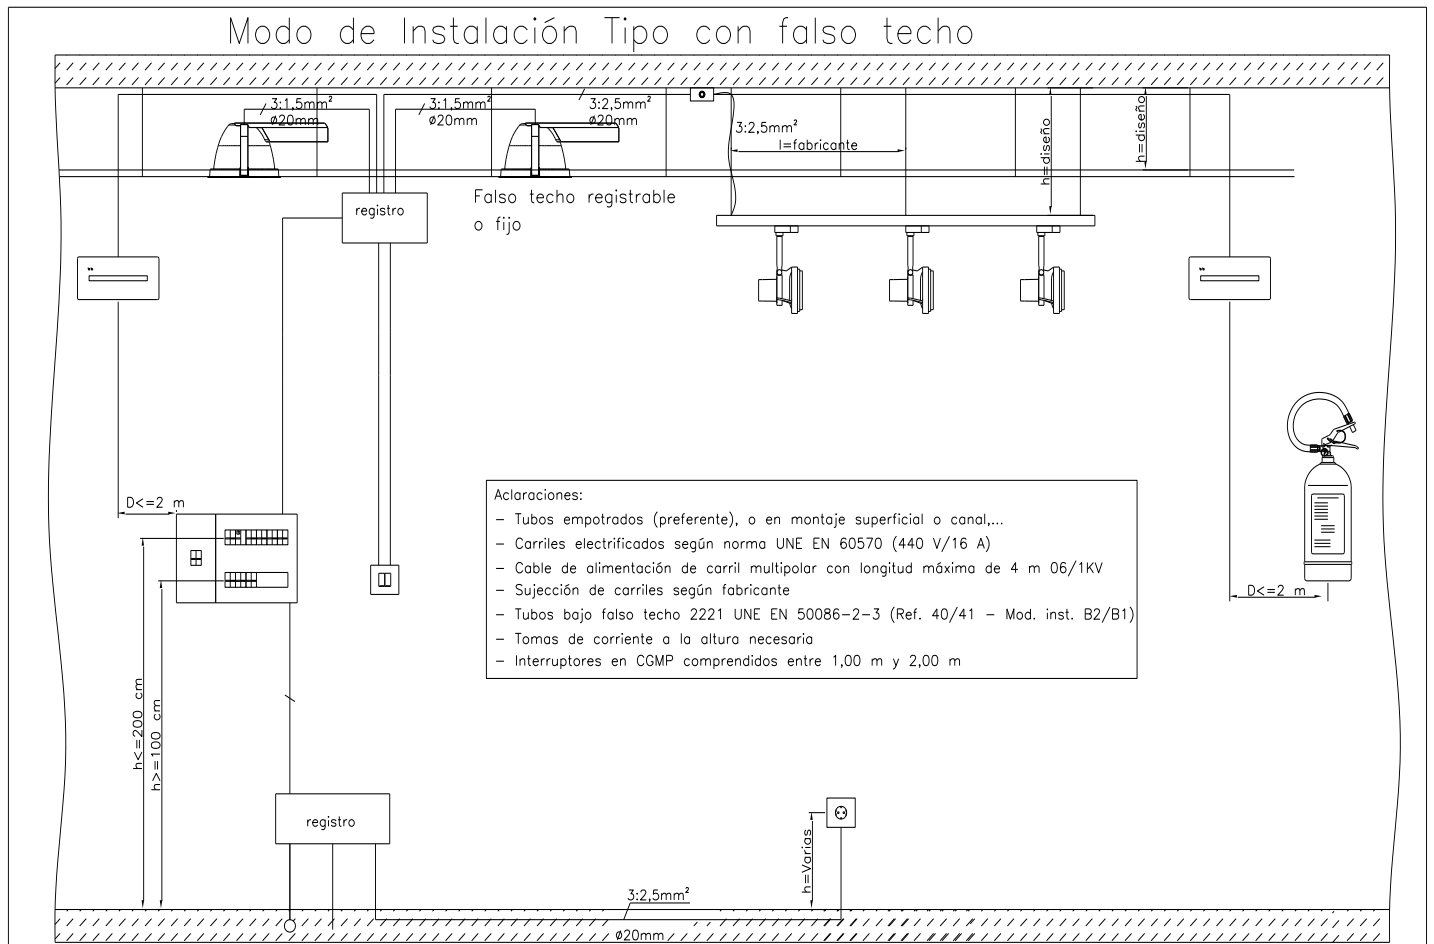 Modo de Instalación Tipo con falso techo
3:1,5mm²
ø20mm
3:1,5mm²
ø20mm
3:2,5mm²
ø20mm
3:2,5mm²
l=fabricante
h=diseño
h=diseño
registro
Falso techo registrable
o fijo
D<=2 m
Aclaraciones:
- Tubos empotrados (preferente), o en montaje superficial o canal,...
- Carriles electrificados según norma UNE EN 60570 (440 V/16 A)
- Cable de alimentación de carril multipolar con longitud máxima de 4 m 06/1KV
- Sujección de carriles según fabricante
- Tubos bajo falso techo 2221 UNE EN 50086-2-3 (Ref. 40/41 - Mod. inst. B2/B1)
- Tomas de corriente a la altura necesaria
- Interruptores en CGMP comprendidos entre 1,00 m y 2,00 m
D<=2 m
h<=200 cm
h>=100 cm
registro
h=Varias
3:2,5mm²
ø20mm